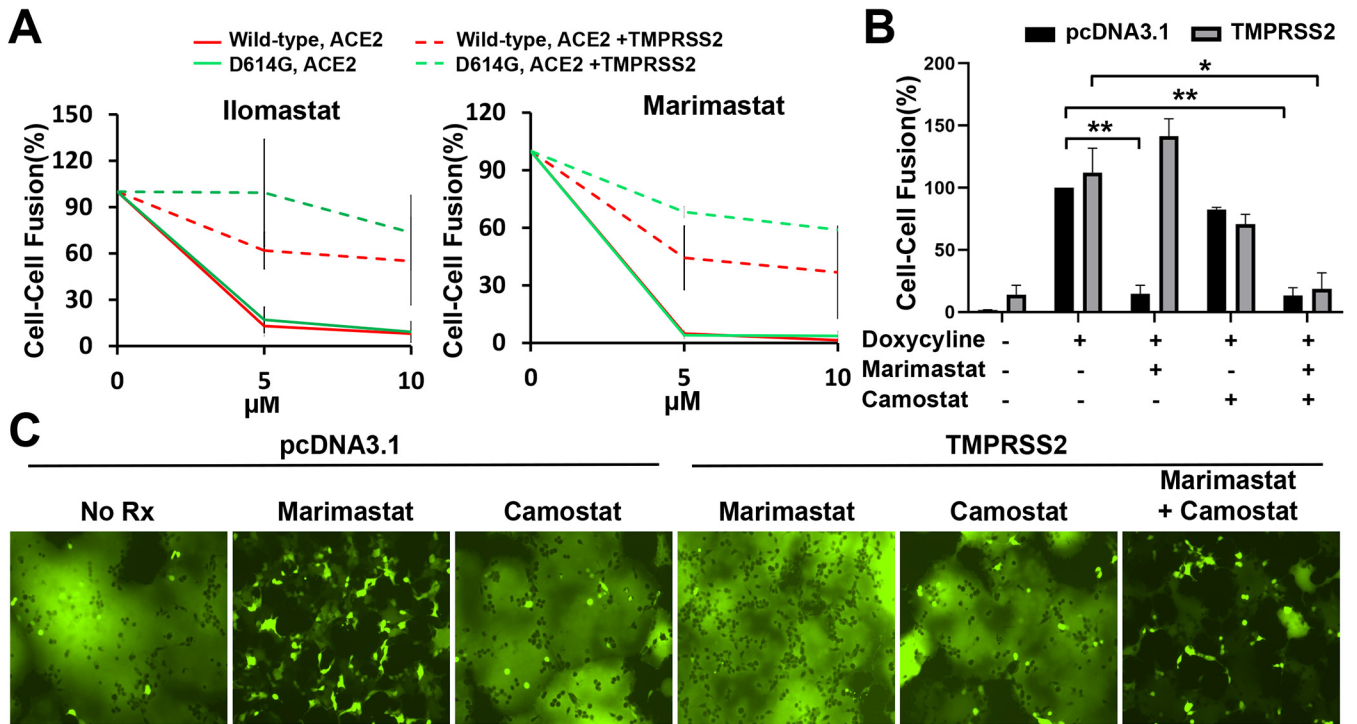 A
Wild-type, ACE2
Wild-type, ACE2 +TMPRSS2
D614G, ACE2
D614G, ACE2 +TMPRSS2
Ilomastat
Cell-Cell Fusion(%)
150
120
90
60
30
0
0
5
10
µM
Marimastat
120
90
60
30
0
0
5
10
µM
B
pcDNA3.1
TMPRSS2
Cell-Cell Fusion(%)
200
150
100
50
0
*
**
**
Doxycyline - + + + +
Marimastat - - + - +
Camostat - - - + +
C
pcDNA3.1
TMPRSS2
No Rx
Marimastat
Camostat
Marimastat
Camostat
Marimastat
+ Camostat